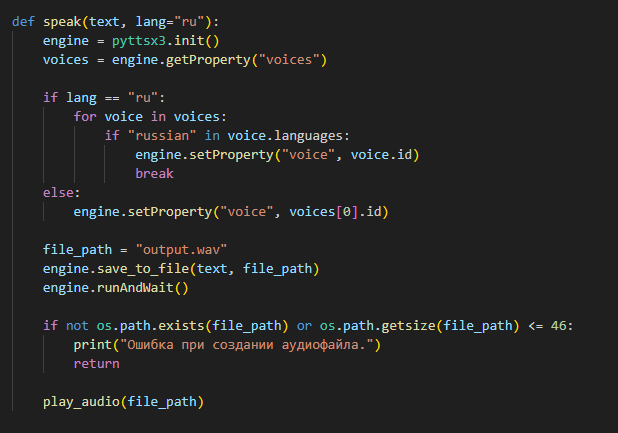 def speak(text, lang="ru"):
    engine = pyttsx3.init()
    voices = engine.getProperty("voices")

    if lang == "ru":
        for voice in voices:
            if "russian" in voice.languages:
                engine.setProperty("voice", voice.id)
                break
    else:
        engine.setProperty("voice", voices[0].id)

    file_path = "output.wav"
    engine.save_to_file(text, file_path)
    engine.runAndWait()

    if not os.path.exists(file_path) or os.path.getsize(file_path) <= 46:
        print("Ошибка при создании аудиофайла.")
        return

    play_audio(file_path)